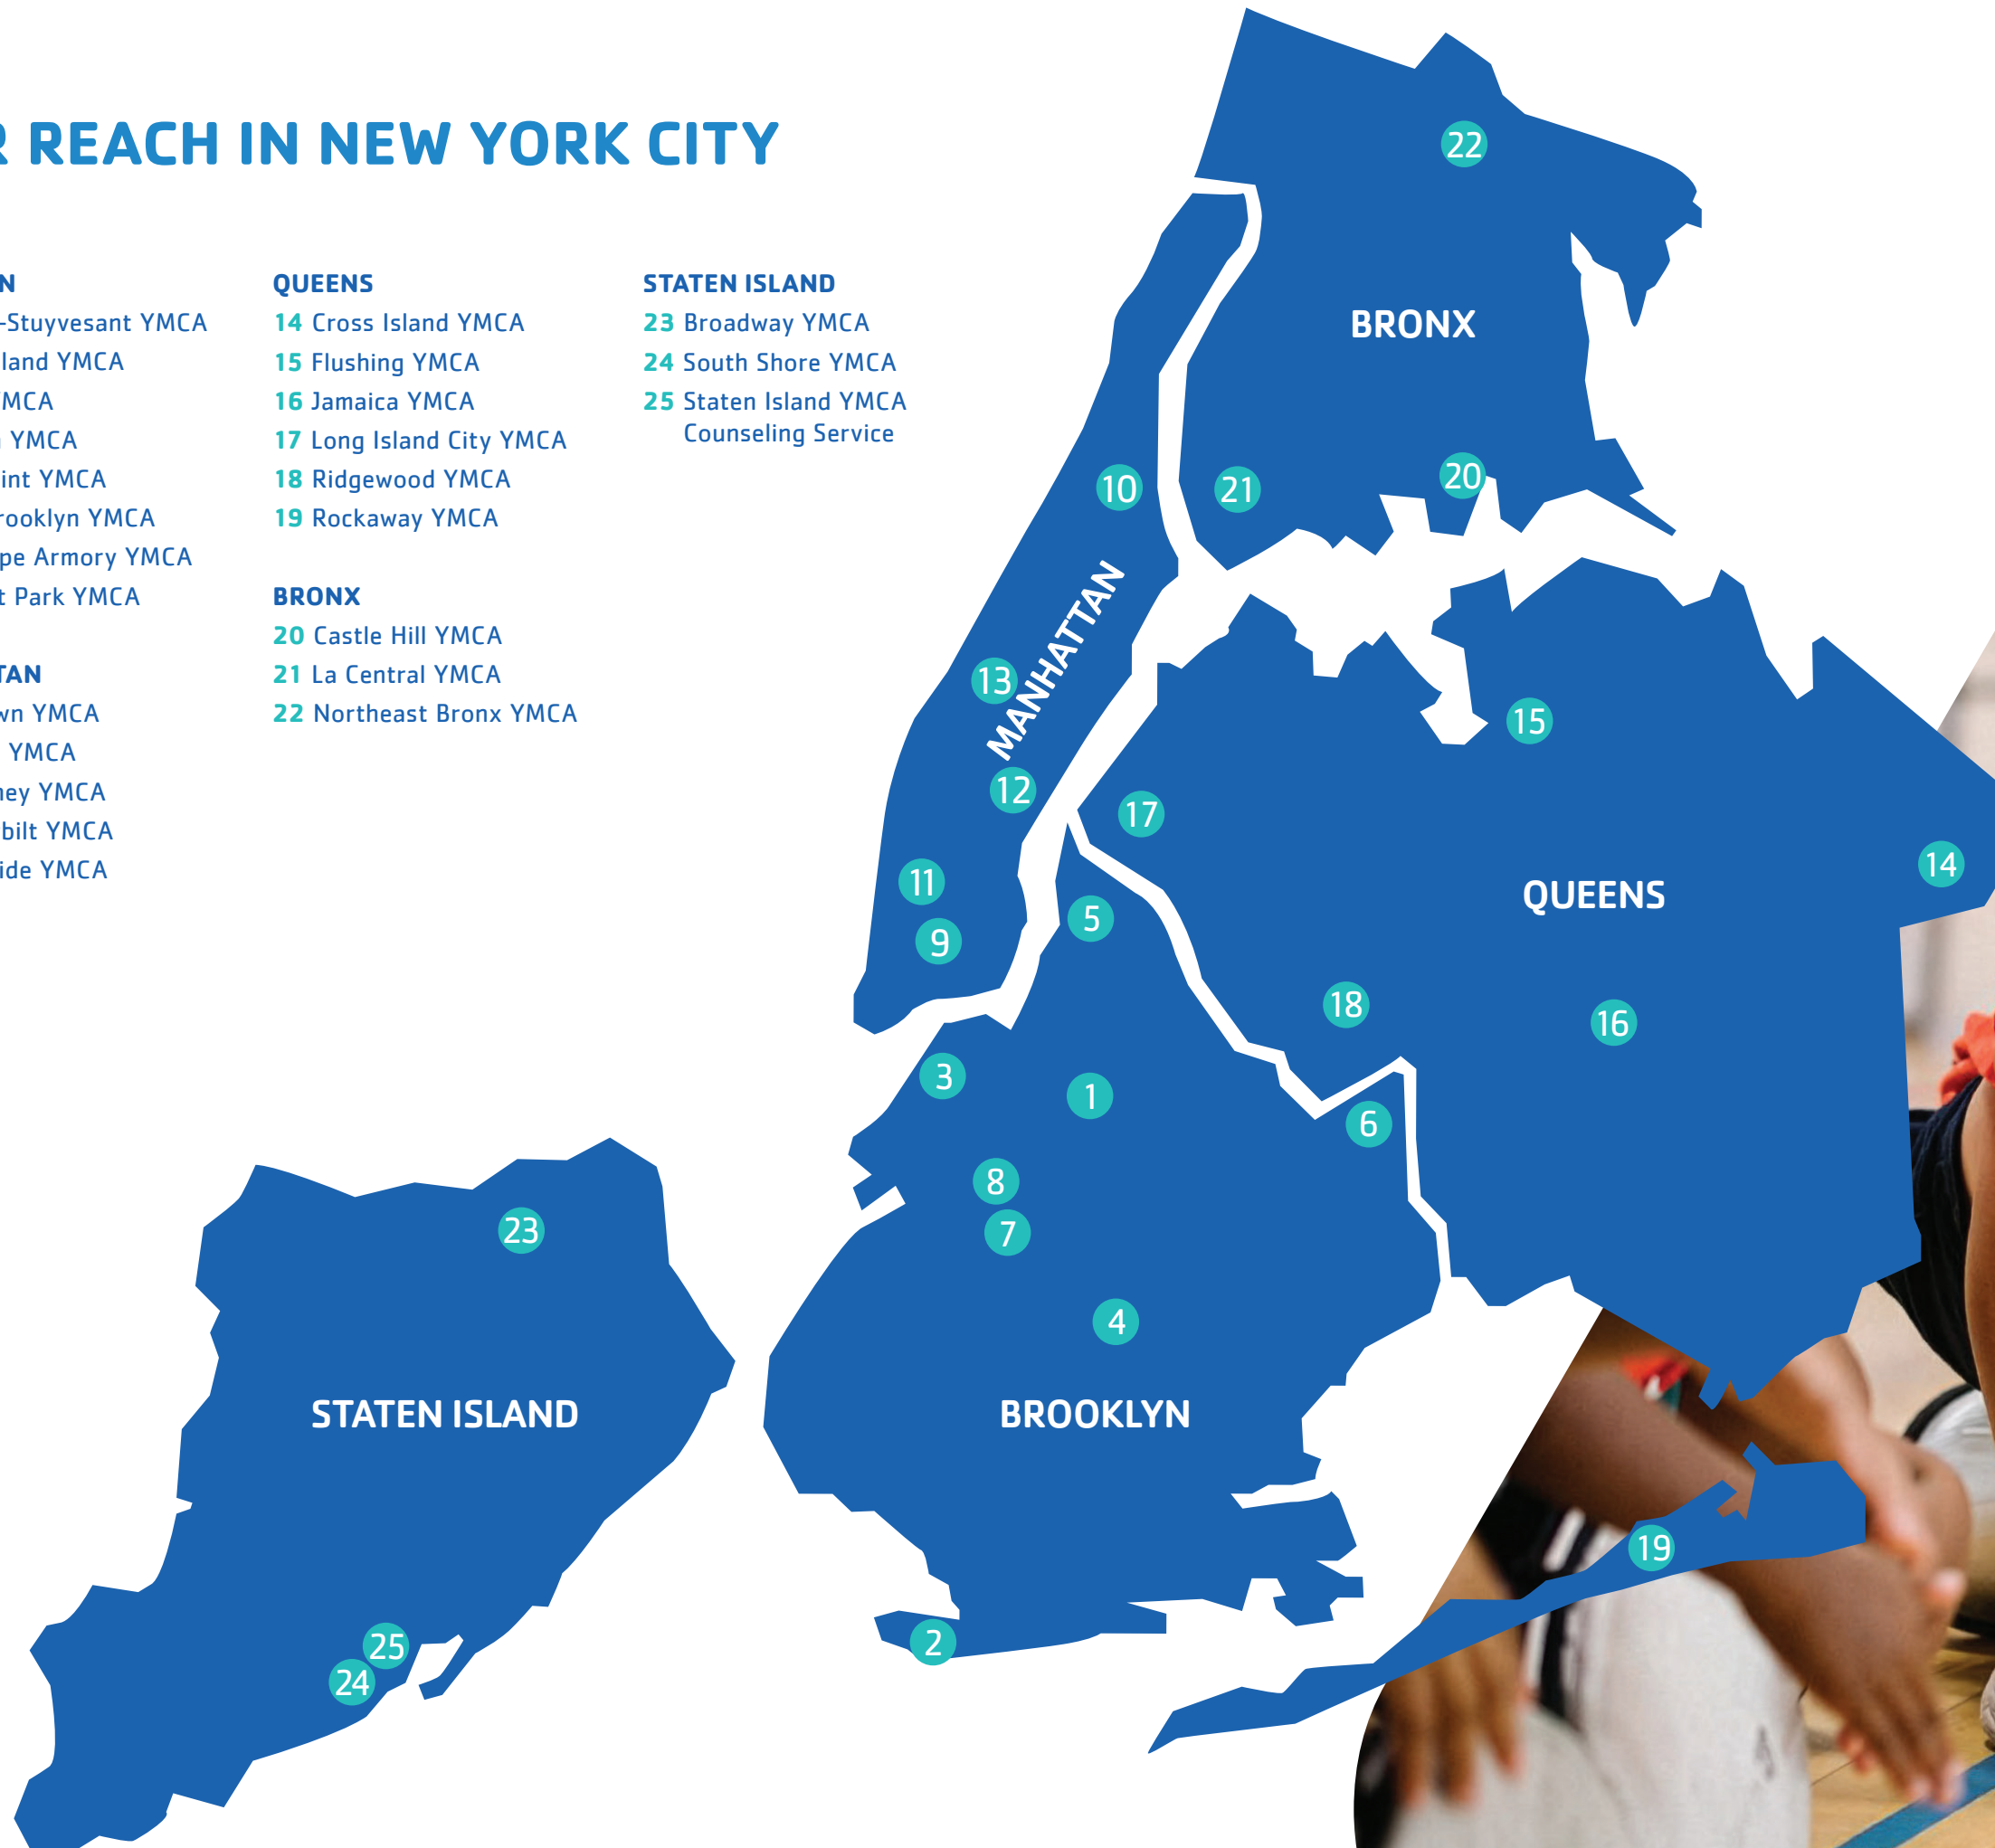 R REACH IN NEW YORK CITY
N
-Stuyvesant YMCA
land YMCA
MCA
YMCA
int YMCA
rooklyn YMCA
pe Armory YMCA
t Park YMCA
TAN
wn YMCA
YMCA
ney YMCA
bilt YMCA
ide YMCA
QUEENS
14 Cross Island YMCA
15 Flushing YMCA
16 Jamaica YMCA
17 Long Island City YMCA
18 Ridgewood YMCA
19 Rockaway YMCA
BRONX
20 Castle Hill YMCA
21 La Central YMCA
22 Northeast Bronx YMCA
STATEN ISLAND
23 Broadway YMCA
24 South Shore YMCA
25 Staten Island YMCA
Counseling Service
22
BRONX
20
10
21
MANHATTAN
13
15
12
17
14
11
QUEENS
5
9
18
16
3
1
6
8
7
23
4
STATEN ISLAND
BROOKLYN
19
25
2
24